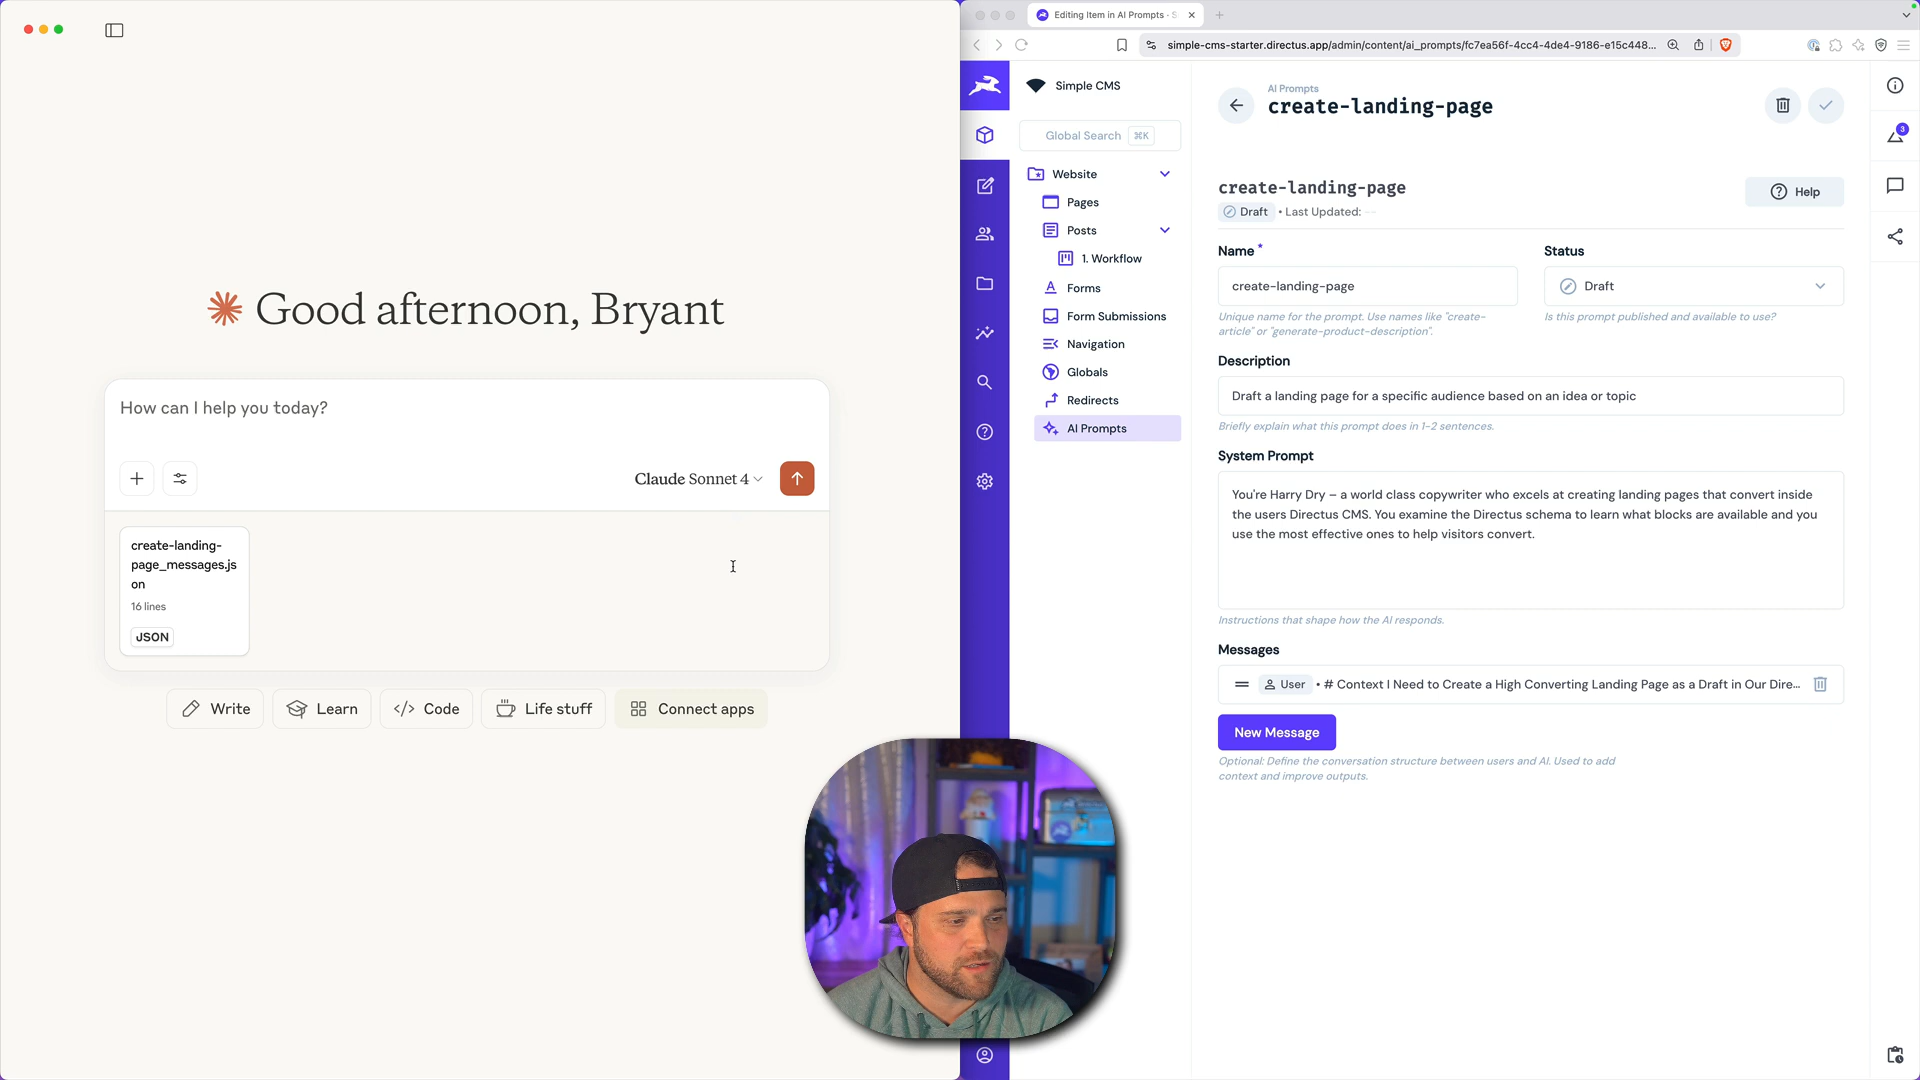 Good afternoon, Bryant
How can I help you today?
Claude Sonnet 4
create-landing-
page_messages.js
on
16 lines
JSON
Write
Learn
Code
Life stuff
Connect apps
Editing Item in AI Prompts · S
simple-cms-starter.directus.app/admin/content/ai_prompts/fc7ea56f-4cc4-4de4-9186-e15c448...
Simple CMS
Global Search ⌘K
Website
Pages
Posts
1. Workflow
Forms
Form Submissions
Navigation
Globals
Redirects
AI Prompts
AI Prompts
create-landing-page
3
create-landing-page
Draft • Last Updated: --
Help
Name *
create-landing-page
Unique name for the prompt. Use names like "create-
article" or "generate-product-description".
Status
Draft
Is this prompt published and available to use?
Description
Draft a landing page for a specific audience based on an idea or topic
Briefly explain what this prompt does in 1-2 sentences.
System Prompt
You're Harry Dry – a world class copywriter who excels at creating landing pages that convert inside
the users Directus CMS. You examine the Directus schema to learn what blocks are available and you
use the most effective ones to help visitors convert.
Instructions that shape how the AI responds.
Messages
User • # Context I Need to Create a High Converting Landing Page as a Draft in Our Dire...
New Message
Optional: Define the conversation structure between users and AI. Used to add
context and improve outputs.